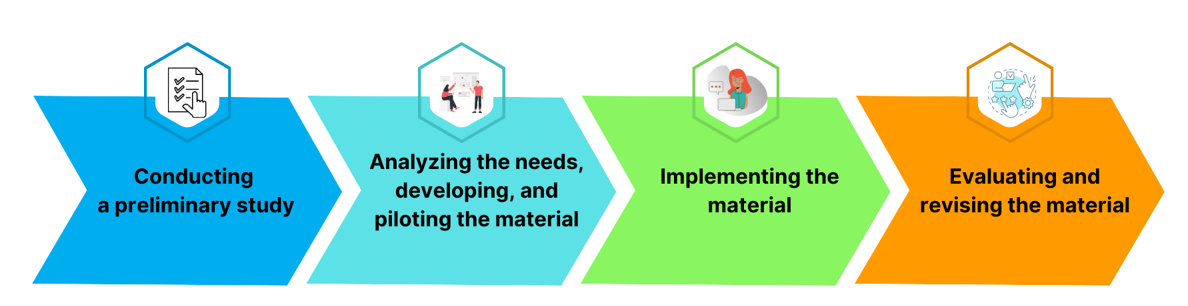 Conducting
a preliminary study
Analyzing the needs,
developing, and
piloting the material
Implementing the
material
Evaluating and
revising the material